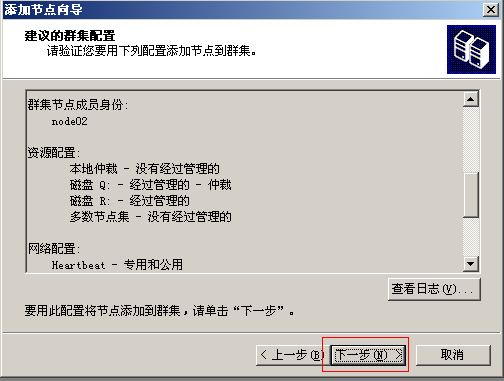 添加节点向导
建议的群集配置
请验证您要用下列配置添加节点到群集。
群集节点成员身份:
node02
资源配置:
本地仲裁 - 没有经过管理的
磁盘 Q: - 经过管理的 - 仲裁
磁盘 R: - 经过管理的
多数节点集 - 没有经过管理的
网络配置:
Heartbeat - 专用和公用
查看日志(V)...
要用此配置将节点添加到群集，请单击“下一步”。
< 上一步(B) 下一步(N) > 取消